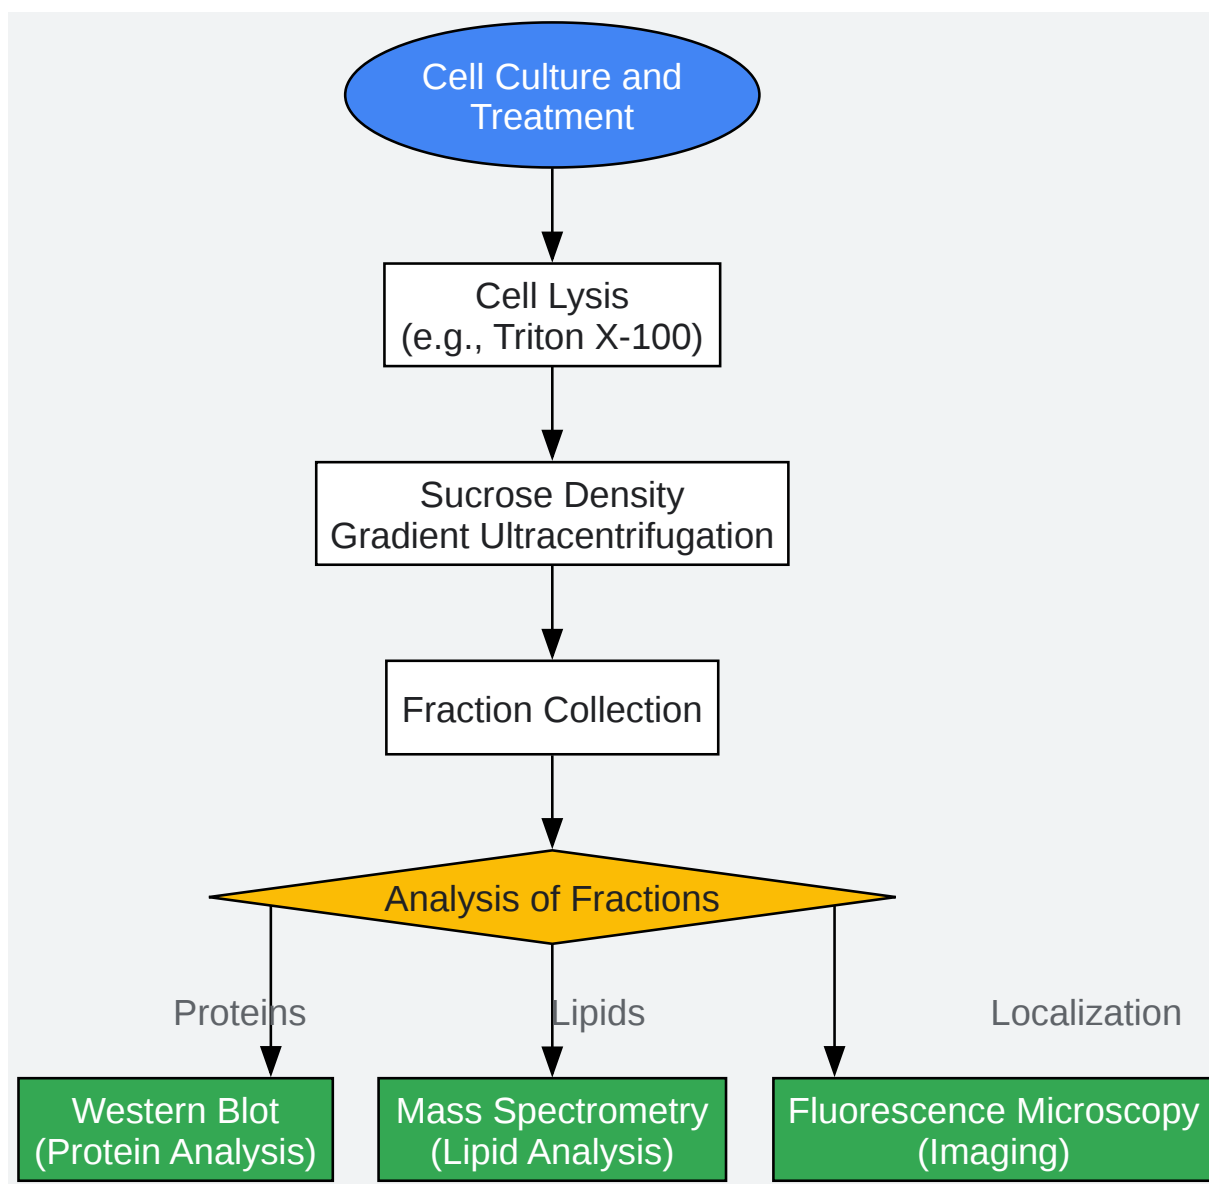 Cell Culture and
Treatment
Cell Lysis
(e.g., Triton X-100)
Sucrose Density
Gradient Ultracentrifugation
Fraction Collection
Analysis of Fractions
Proteins
Lipids
Localization
Western Blot
(Protein Analysis)
Mass Spectrometry
(Lipid Analysis)
Fluorescence Microscopy
(Imaging)